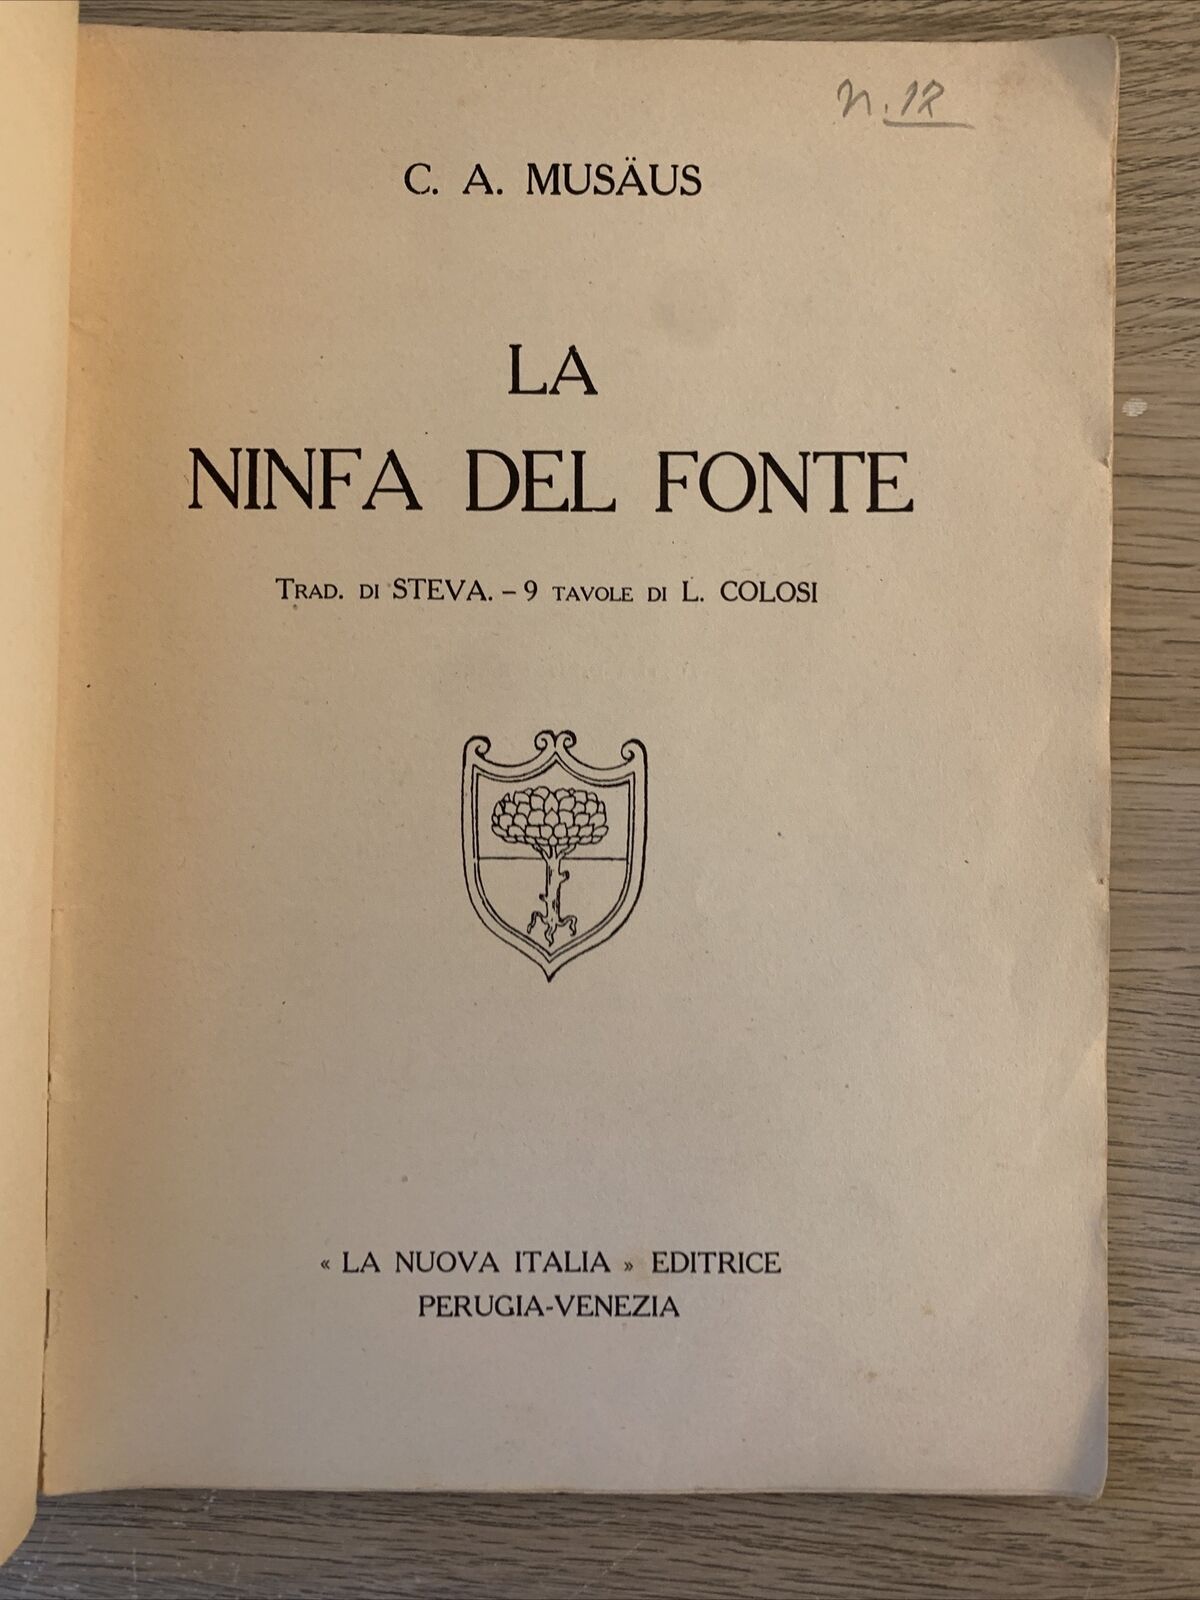 n. 12
C. A. MUSÄUS
LA
NINFA DEL FONTE
TRAD. DI STEVA. – 9 TAVOLE DI L. COLOSI
« LA NUOVA ITALIA » EDITRICE
PERUGIA-VENEZIA